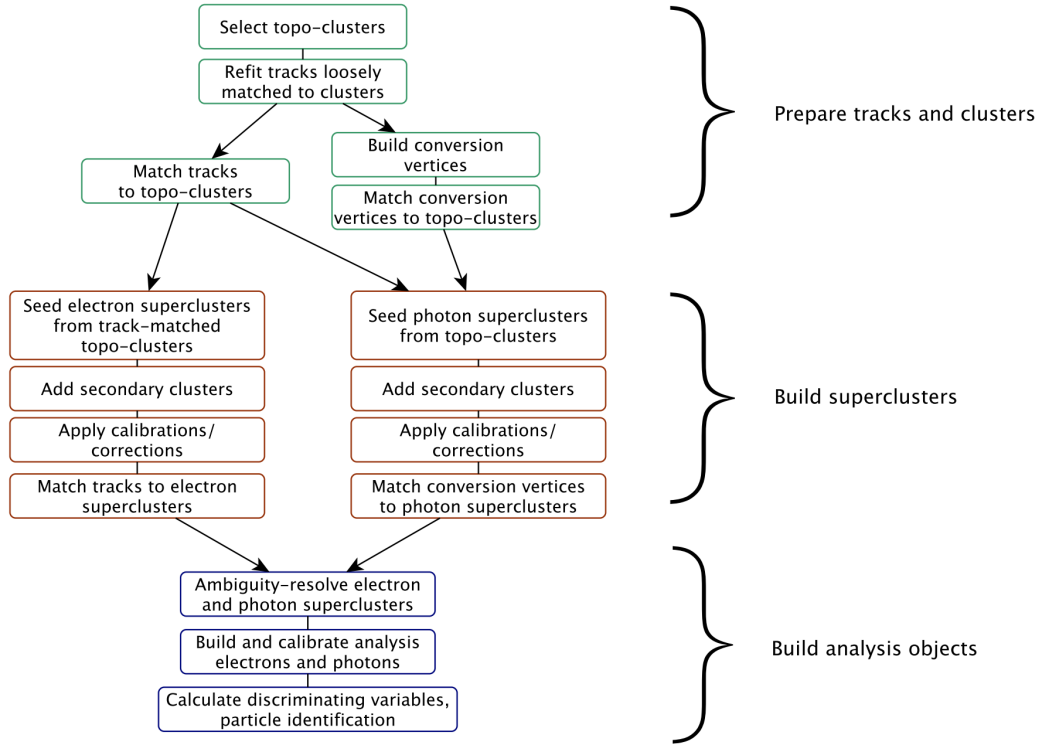 Select topo-clusters
Refit tracks loosely
matched to clusters
Build conversion
vertices
Match tracks
to topo-clusters
Match conversion
vertices to topo-clusters
Prepare tracks and clusters
Seed electron superclusters
from track-matched
topo-clusters
Add secondary clusters
Apply calibrations/
corrections
Match tracks to electron
superclusters
Seed photon superclusters
from topo-clusters
Add secondary clusters
Apply calibrations/
corrections
Match conversion vertices
to photon superclusters
Build superclusters
Ambiguity-resolve electron
and photon superclusters
Build and calibrate analysis
electrons and photons
Calculate discriminating variables,
particle identification
Build analysis objects